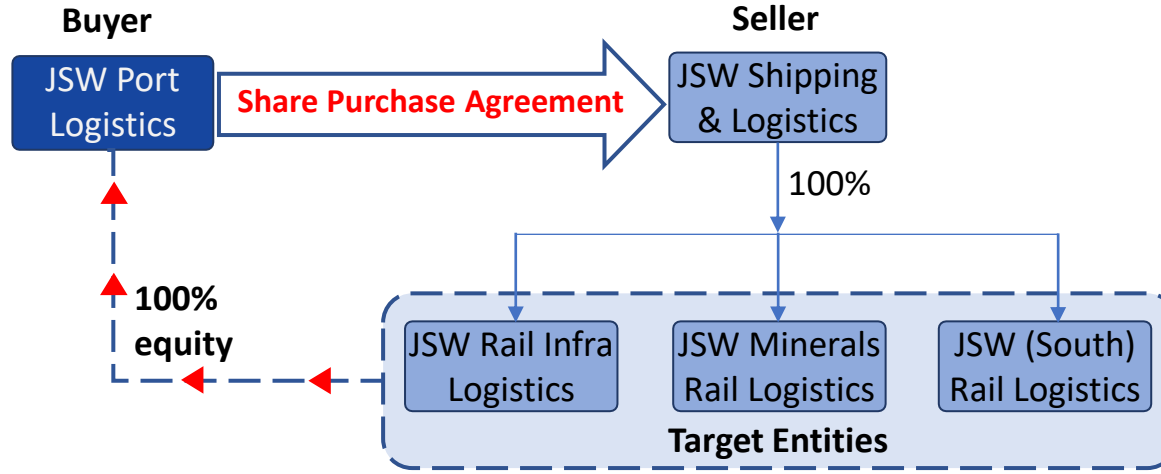 Buyer
Seller
JSW Port
Logistics
Share Purchase Agreement
JSW Shipping
& Logistics
100%
100%
equity
JSW Rail Infra
Logistics
JSW Minerals
Rail Logistics
JSW (South)
Rail Logistics
Target Entities